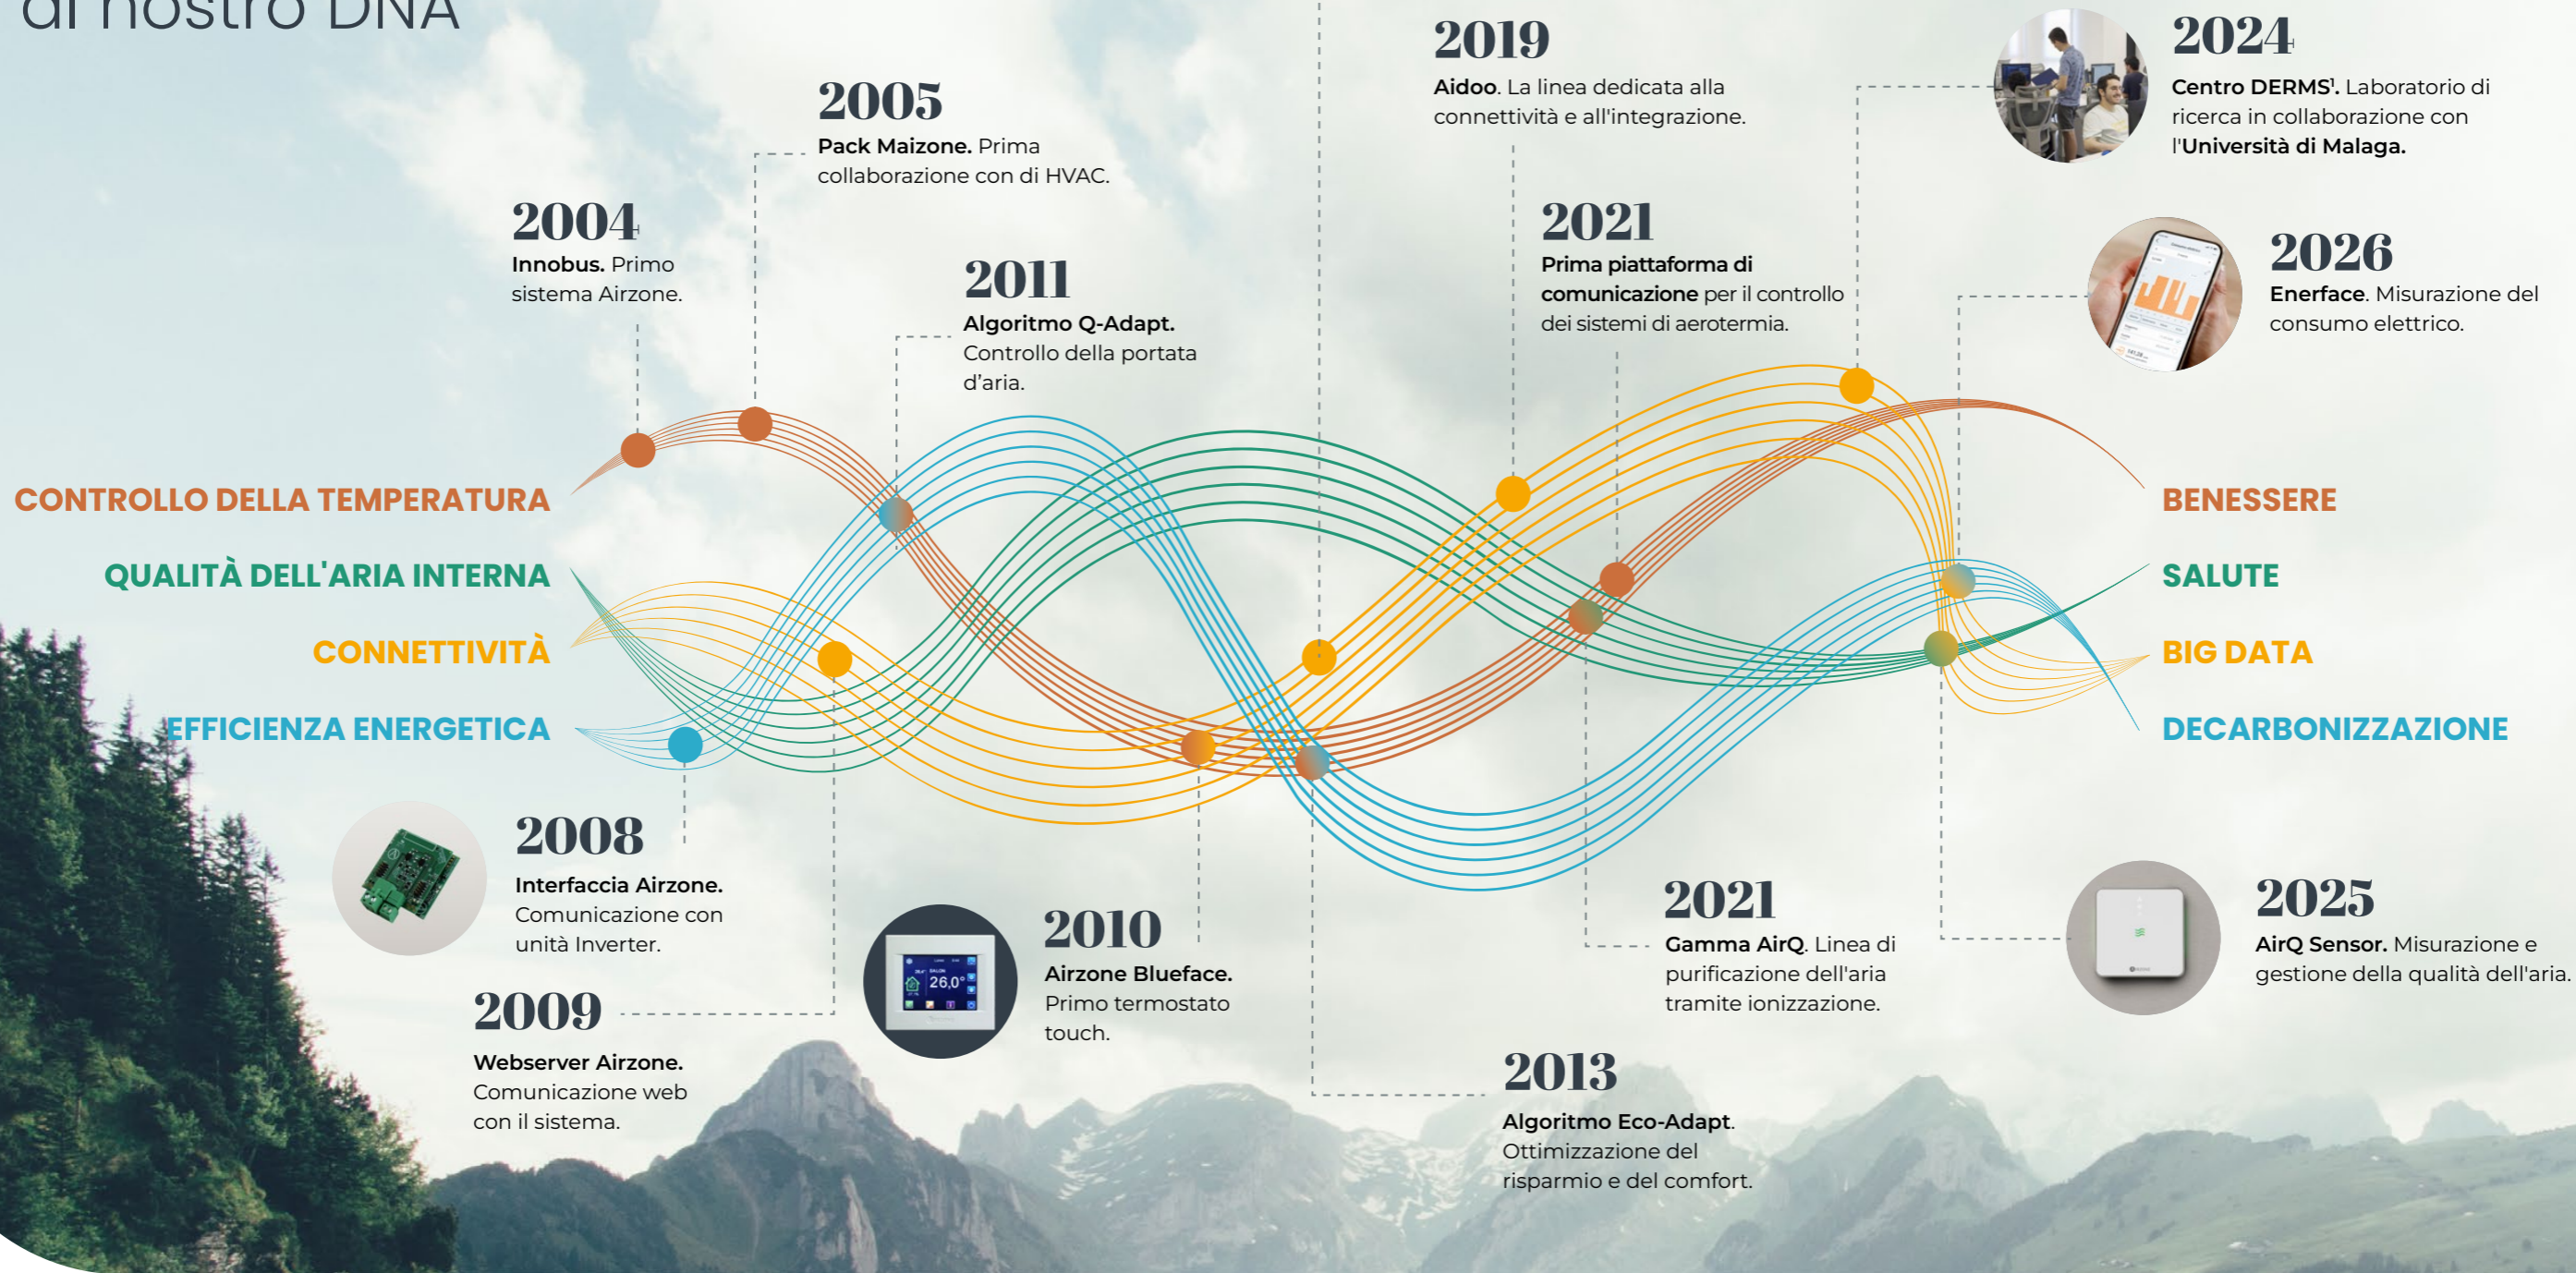 di nostro DNA
2004
Innobus. Primo
sistema Airzone.
2005
Pack Maizone. Prima
collaborazione con di HVAC.
2011
Algoritmo Q-Adapt.
Controllo della portata
d’aria.
2019
Aidoo. La linea dedicata alla
connettività e all'integrazione.
2021
Prima piattaforma di
comunicazione per il controllo
dei sistemi di aerotermia.
2024
Centro DERMS¹. Laboratorio di
ricerca in collaborazione con
l'Università di Malaga.
2026
Enerface. Misurazione del
consumo elettrico.
CONTROLLO DELLA TEMPERATURA
QUALITÀ DELL'ARIA INTERNA
CONNETTIVITÀ
EFFICIENZA ENERGETICA
BENESSERE
SALUTE
BIG DATA
DECARBONIZZAZIONE
2008
Interfaccia Airzone.
Comunicazione con
unità Inverter.
2009
Webserver Airzone.
Comunicazione web
con il sistema.
26,0°
2010
Airzone Blueface.
Primo termostato
touch.
2013
Algoritmo Eco-Adapt.
Ottimizzazione del
risparmio e del comfort.
2021
Gamma AirQ. Linea di
purificazione dell'aria
tramite ionizzazione.
2025
AirQ Sensor. Misurazione e
gestione della qualità dell'aria.